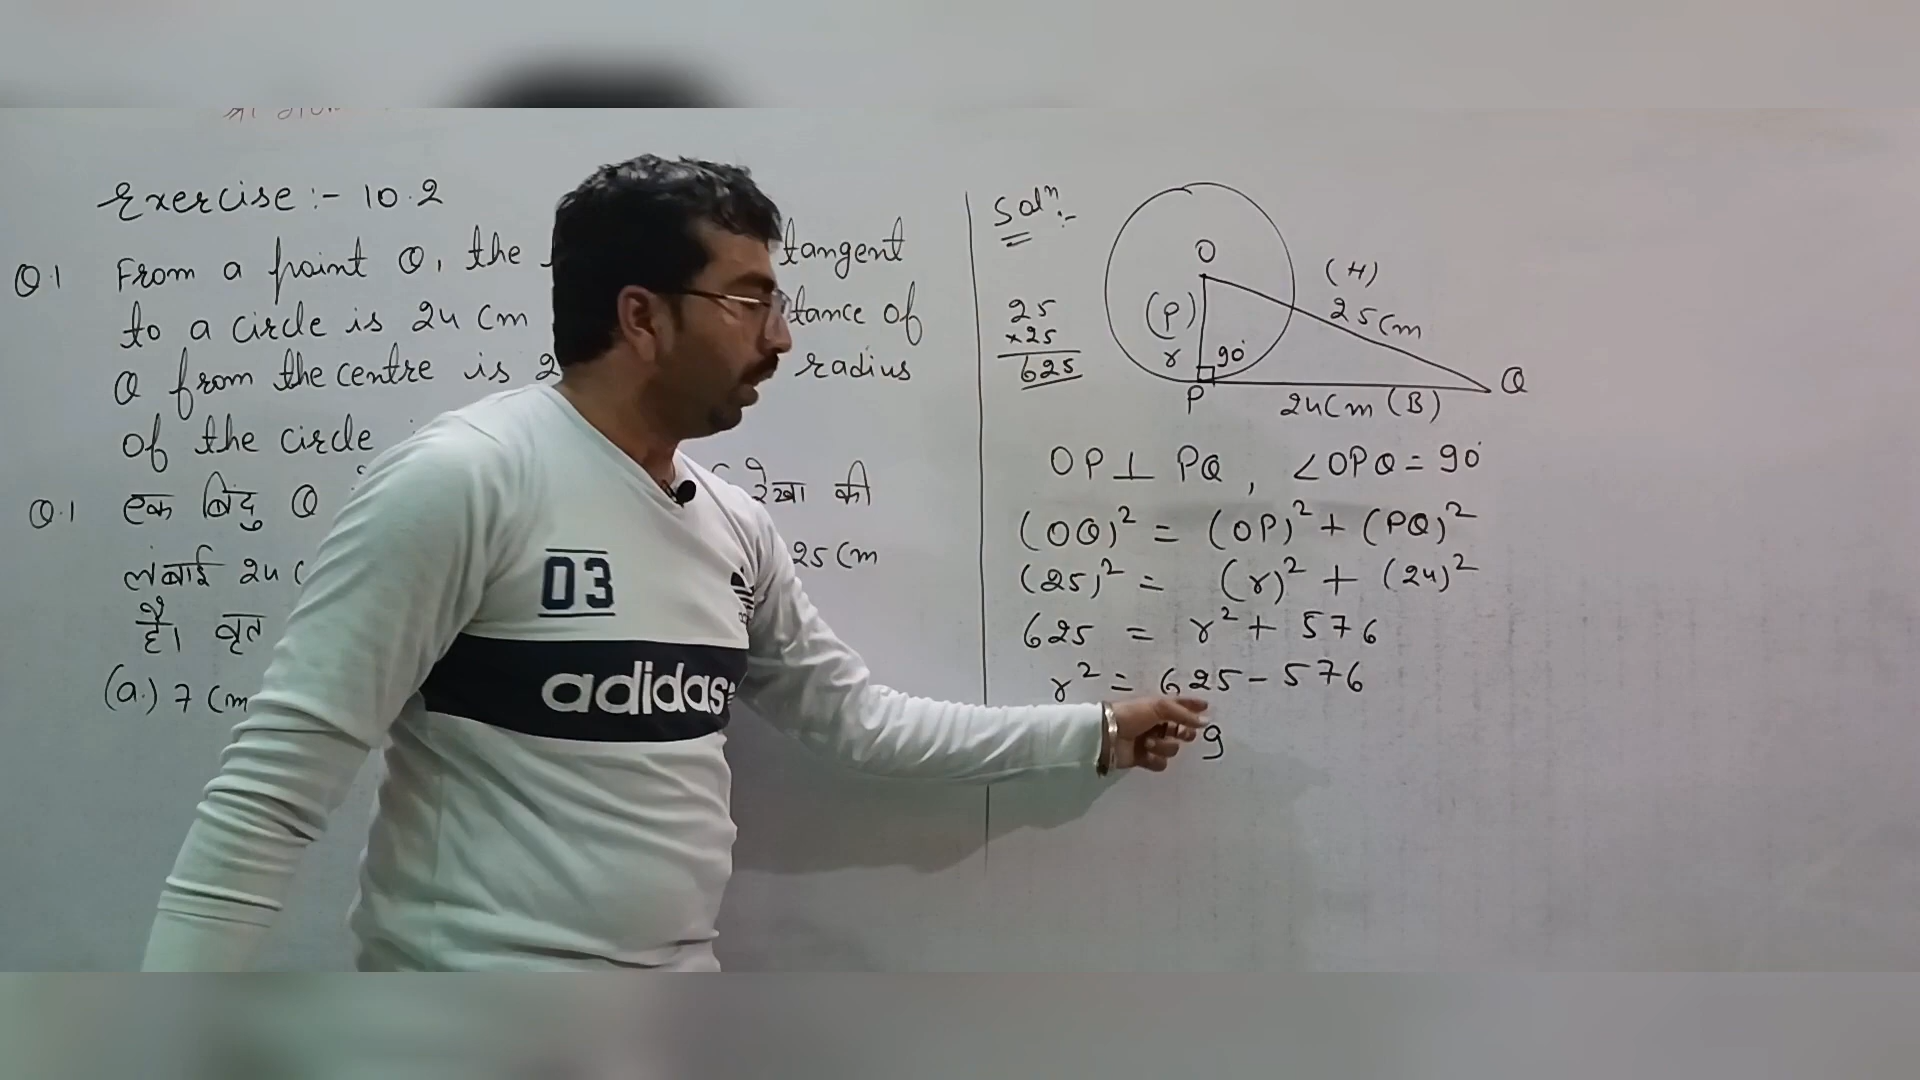 Exercise:- 10.2
Q.1 From a point Q, the tangent
to a circle is 24 cm tance of
Q from the centre is 2 radius
of the circle
Q.1 एक बिंदु Q रेखा की
लंबाई 24 25 cm
है। वृत
(a.) 7 cm
03
adidas
Solⁿ:-
25
×25
625
O
(H)
25 cm
(P)
r 90°
P
Q
24 cm (B)
OP ⊥ PQ, ∠OPQ = 90°
(OQ)² = (OP)² + (PQ)²
(25)² = (r)² + (24)²
625 = r² + 576
r² = 625 - 576
9